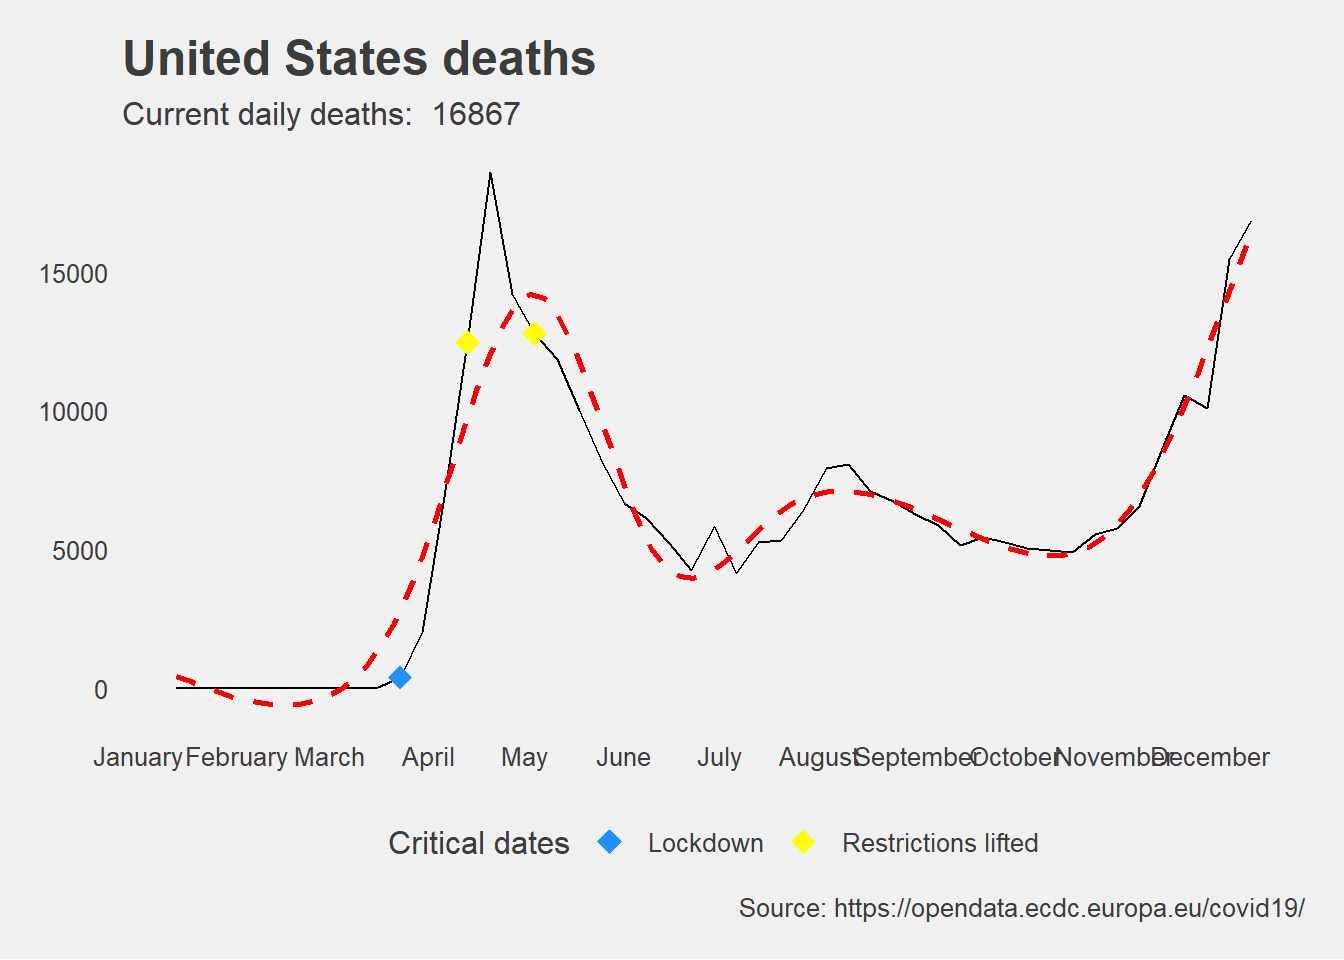 United States deaths
Current daily deaths: 16867
15000
10000
5000
0
January February March April May June July August September October November December
Critical dates Lockdown Restrictions lifted
Source: https://opendata.ecdc.europa.eu/covid19/